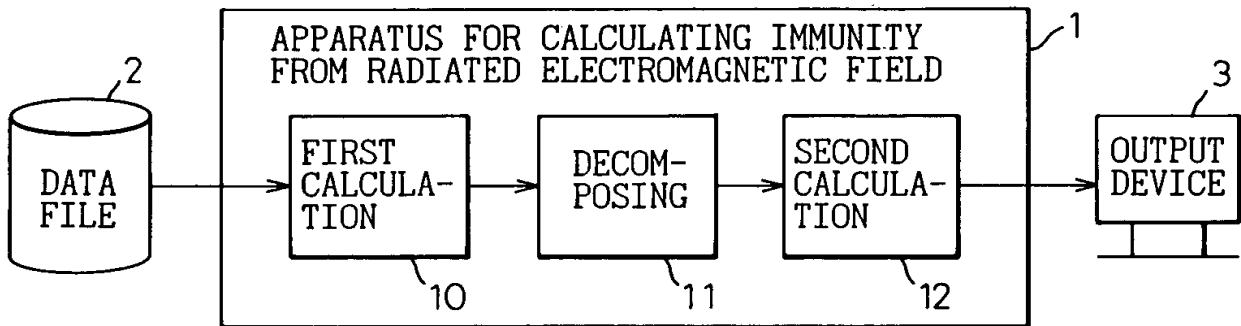 APPARATUS FOR CALCULATING IMMUNITY
FROM RADIATED ELECTROMAGNETIC FIELD
1
2
DATA
FILE
FIRST
CALCULA-
TION
10
DECOM-
POSING
11
SECOND
CALCULA-
TION
12
3
OUTPUT
DEVICE